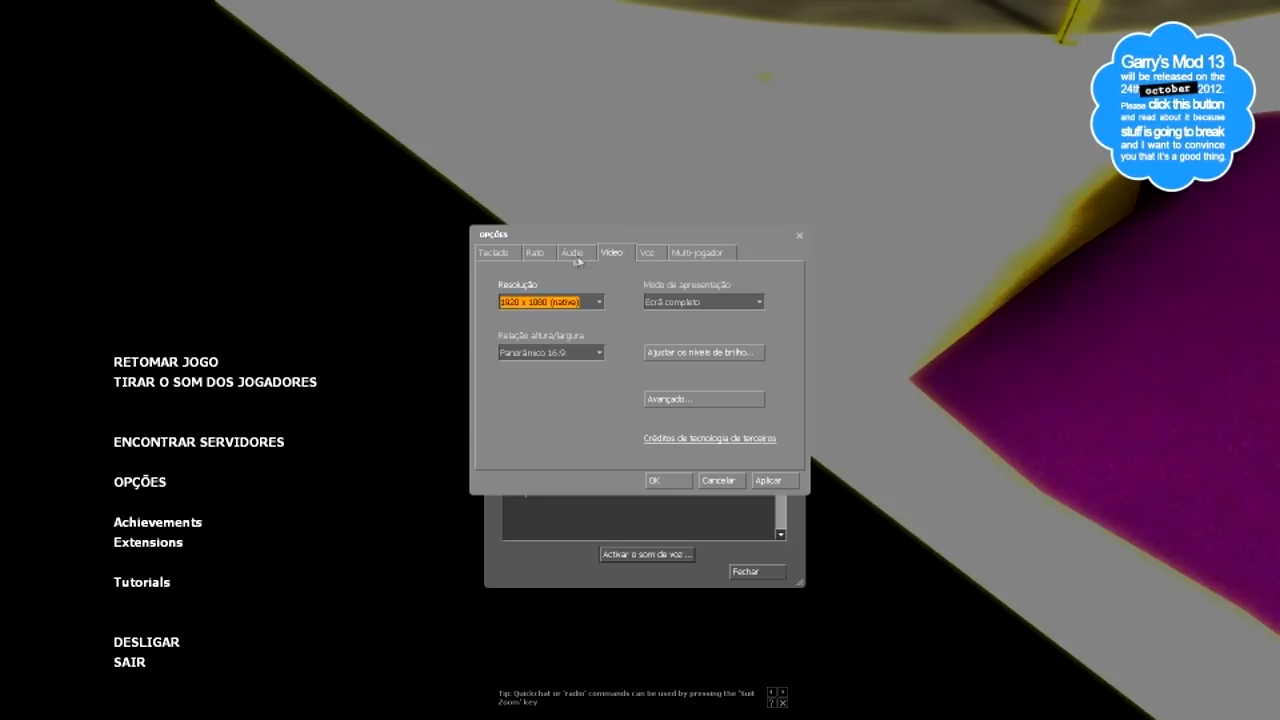 Garry's Mod 13
will be released on the
24th october 2012.
Please click this button
and read about it because
stuff is going to break
and I want to convince
you that it's a good thing.
OPÇÕES
Teclado Rato Áudio Vídeo Voz Multi-jogador
Resolução Modo de apresentação
1920 x 1080 (native) Ecrã completo
Relação altura/largura
Panorâmico 16:9 Ajustar os níveis de brilho...
Avançado...
Créditos de tecnologia de terceiros
OK Cancelar Aplicar
Activar o som de voz ...
Fechar
RETOMAR JOGO
TIRAR O SOM DOS JOGADORES
ENCONTRAR SERVIDORES
OPÇÕES
Achievements
Extensions
Tutorials
DESLIGAR
SAIR
Tip: Quickchat or 'radio' commands can be used by pressing the 'Suit
Zoom' key.